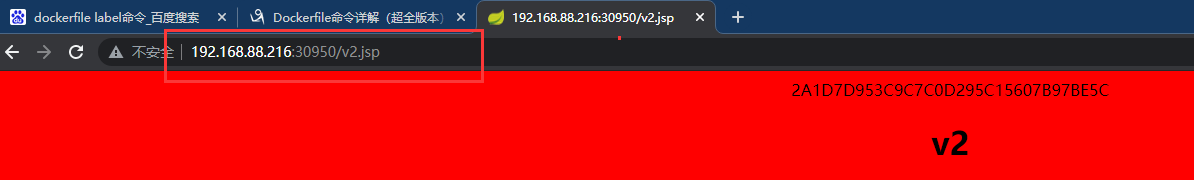 dockerfile label命令_百度搜索
Dockerfile命令详解（超全版本）
192.168.88.216:30950/v2.jsp
不安全 192.168.88.216:30950/v2.jsp
2A1D7D953C9C7C0D295C15607B97BE5C
v2